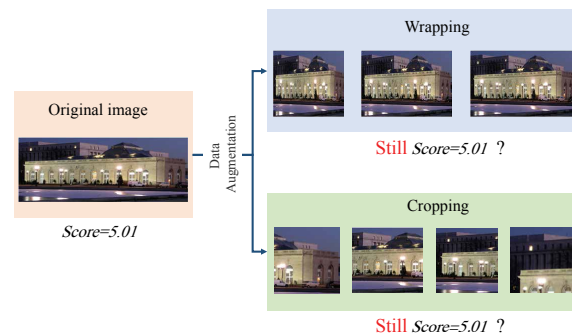 Original image
Score=5.01
Data
Augmentation
Wrapping
Still Score=5.01 ?
Cropping
Still Score=5.01 ?